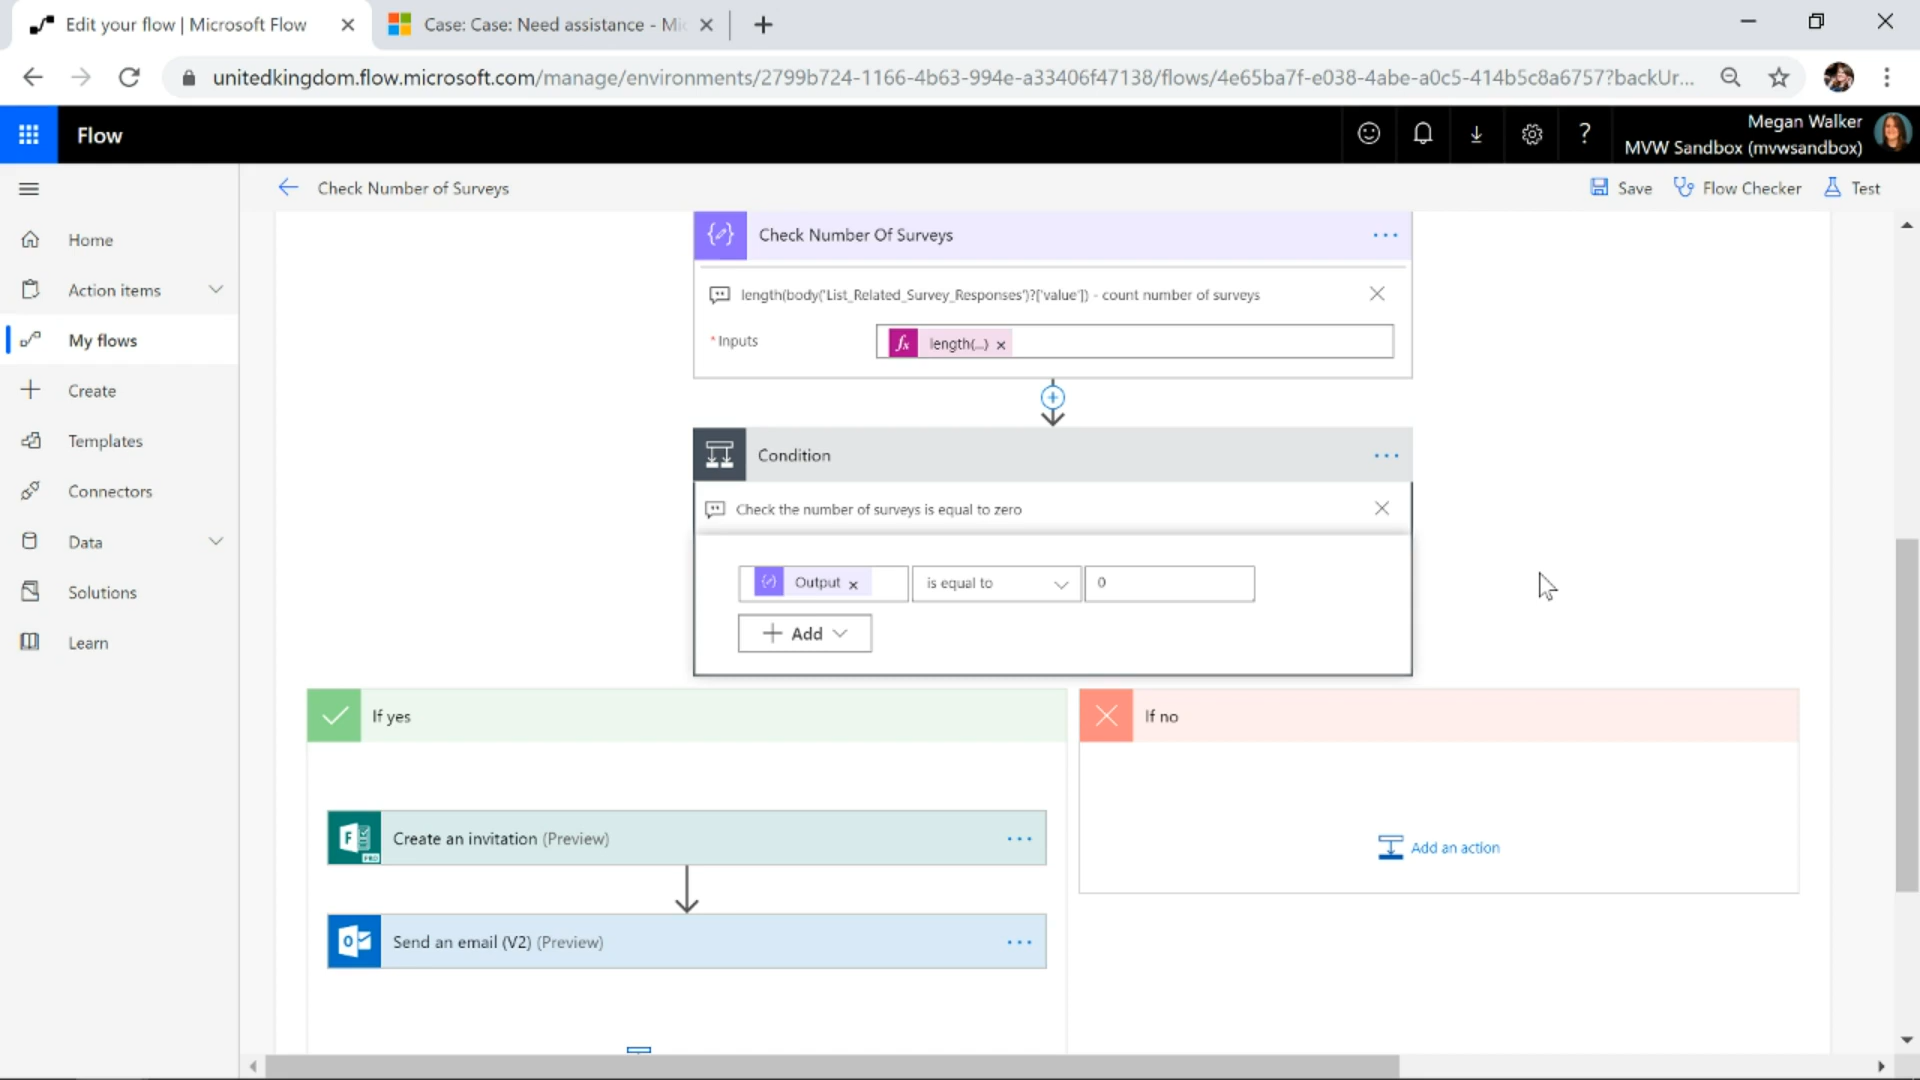 Edit your flow | Microsoft Flow
Case: Case: Need assistance - Mic
unitedkingdom.flow.microsoft.com/manage/environments/2799b724-1166-4b63-994e-a33406f47138/flows/4e65ba7f-e038-4abe-a0c5-414b5c8a6757?backUr...
Flow
?
Megan Walker
MVW Sandbox (mvwsandbox)
Check Number of Surveys
Save
Flow Checker
Test
Home
Action items
My flows
Create
Templates
Connectors
Data
Solutions
Learn
Check Number Of Surveys
length(body('List_Related_Survey_Responses')?['value']) - count number of surveys
* Inputs
fx length(...) x
Condition
Check the number of surveys is equal to zero
Output x
is equal to
0
+ Add
If yes
If no
Create an invitation (Preview)
Add an action
Send an email (V2) (Preview)